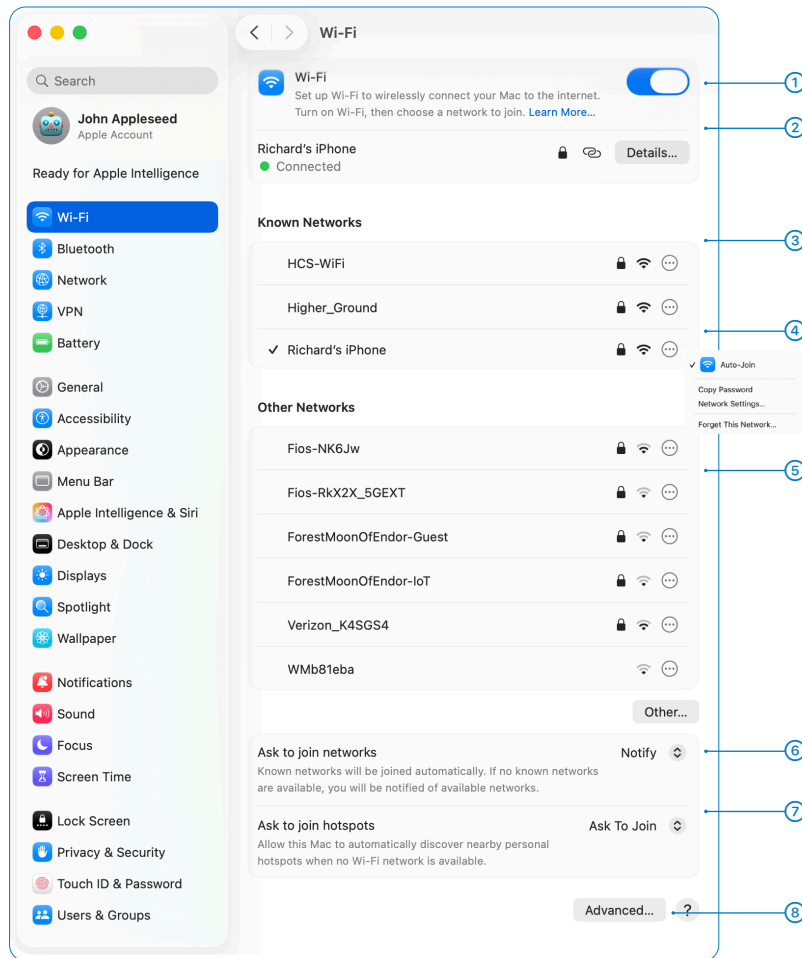 Wi-Fi
Search
John Appleseed
Apple Account
Ready for Apple Intelligence
Wi-Fi
Bluetooth
Network
VPN
Battery
General
Accessibility
Appearance
Menu Bar
Apple Intelligence & Siri
Desktop & Dock
Displays
Spotlight
Wallpaper
Notifications
Sound
Focus
Screen Time
Lock Screen
Privacy & Security
Touch ID & Password
Users & Groups
Wi-Fi
Set up Wi-Fi to wirelessly connect your Mac to the internet.
Turn on Wi-Fi, then choose a network to join. Learn More...
1
2
Richard's iPhone
Connected
Details...
Known Networks
3
HCS-WiFi
Higher_Ground
4
Richard's iPhone
Auto-Join
Copy Password
Network Settings...
Forget This Network...
Other Networks
Fios-NK6Jw
5
Fios-RkX2X_5GEXT
ForestMoonOfEndor-Guest
ForestMoonOfEndor-IoT
Verizon_K4SGS4
WMb81eba
Other...
Ask to join networks
Notify
6
Known networks will be joined automatically. If no known networks
are available, you will be notified of available networks.
7
Ask to join hotspots
Ask To Join
Allow this Mac to automatically discover nearby personal
hotspots when no Wi-Fi network is available.
Advanced...
?
8